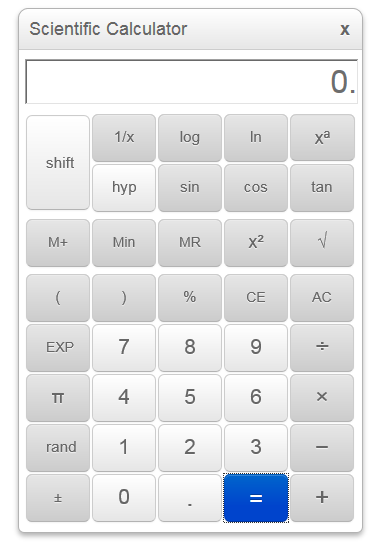 Scientific Calculator x
0.
shift 1/x log ln xª
hyp sin cos tan
M+ Min MR x² √
( ) % CE AC
EXP 7 8 9 ÷
π 4 5 6 ×
rand 1 2 3 −
± 0 . = +